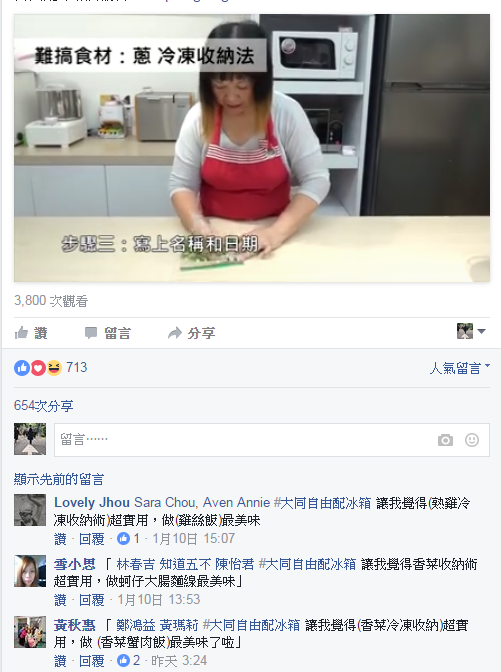 難搞食材：蔥 冷凍收納法
步驟三：寫上名稱和日期
3,800 次觀看
讚 留言 分享
713 人氣留言
654次分享
留言⋯⋯
顯示先前的留言
Lovely Jhou Sara Chou, Aven Annie #大同自由配冰箱 讓我覺得(熟雞冷
凍收納術)超實用，做(雞絲飯)最美味
讚 · 回覆 · 1 · 1月10日 15:07
雪小恩 「 林春吉 知道五不 陳怡君 #大同自由配冰箱 讓我覺得香菜收納術
超實用，做蚵仔大腸麵線最美味」
讚 · 回覆 · 1月10日 13:53
黃秋惠 「 鄭鴻益 黃瑪莉 #大同自由配冰箱 讓我覺得(香菜冷凍收納)超實
用，做 (香菜蟹肉飯)最美味了啦」
讚 · 回覆 · 2 · 昨天 3:24